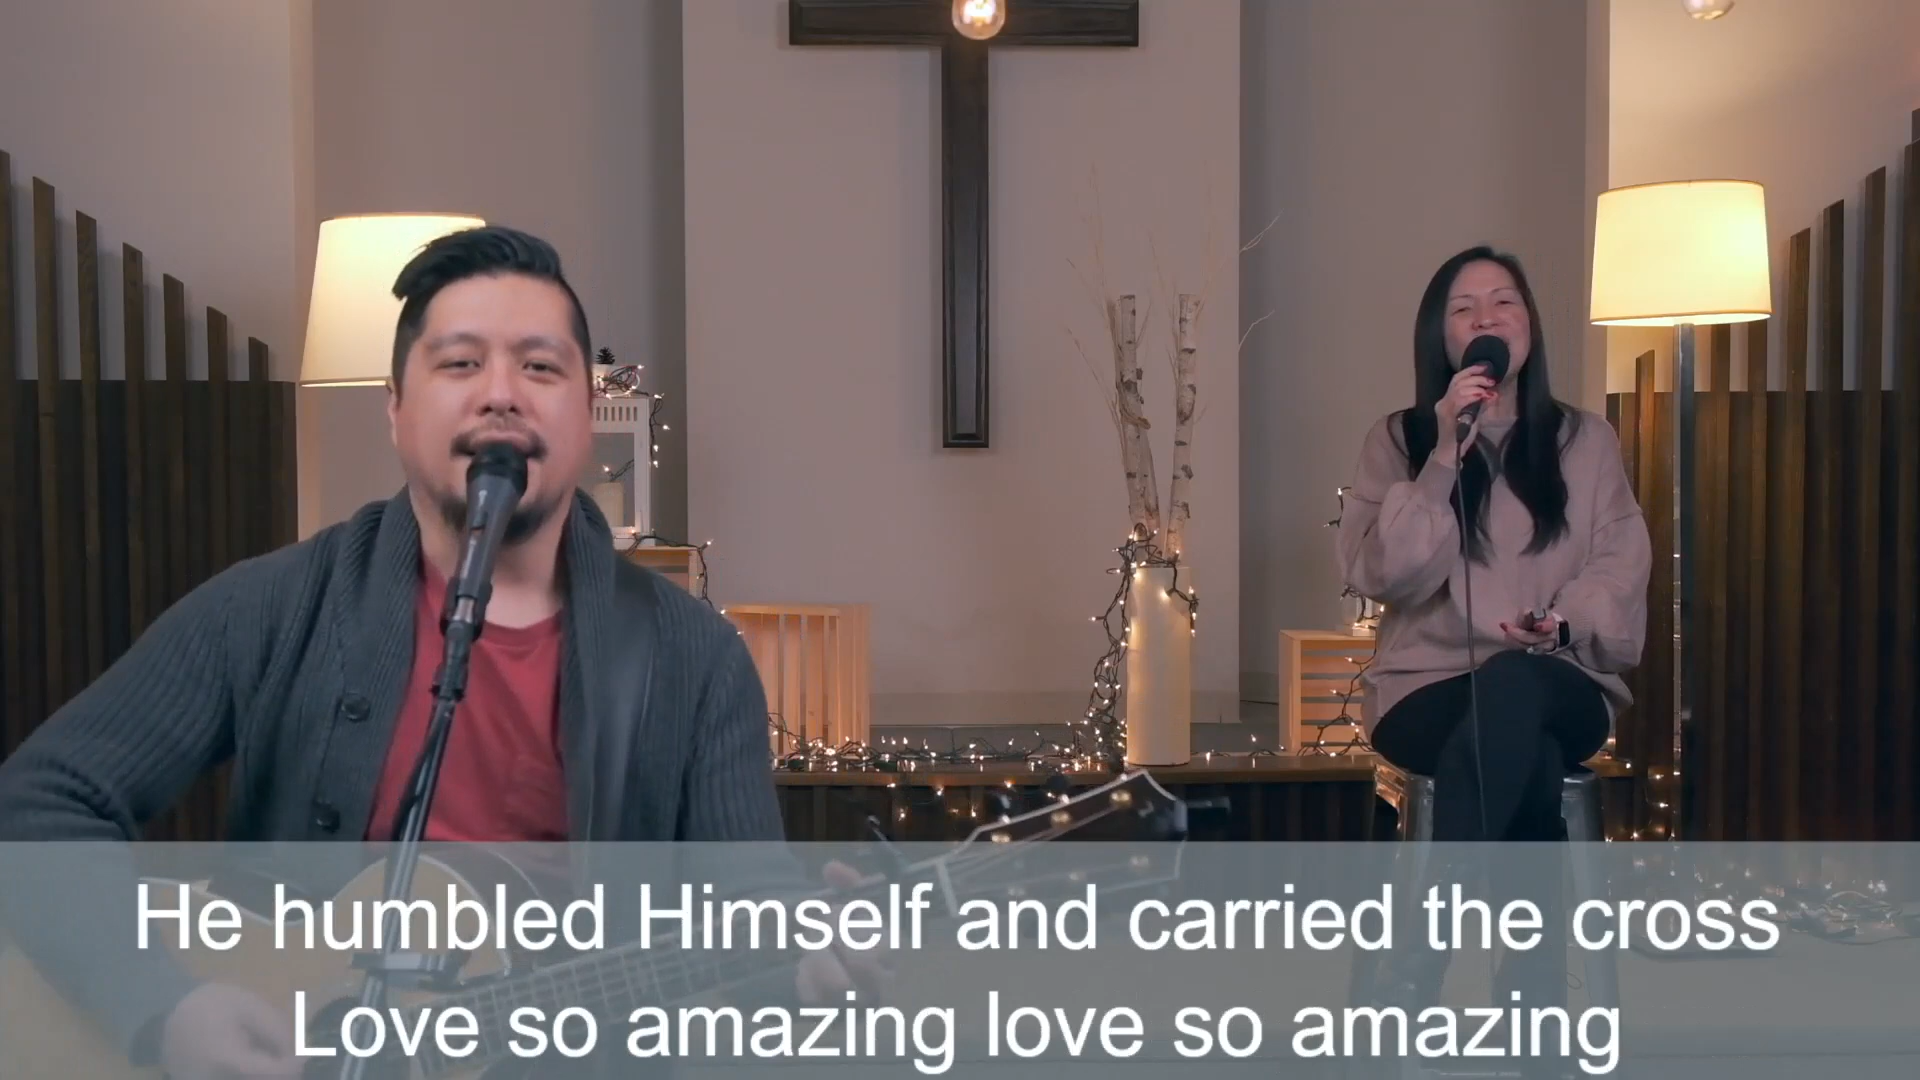 He humbled Himself and carried the cross
Love so amazing love so amazing